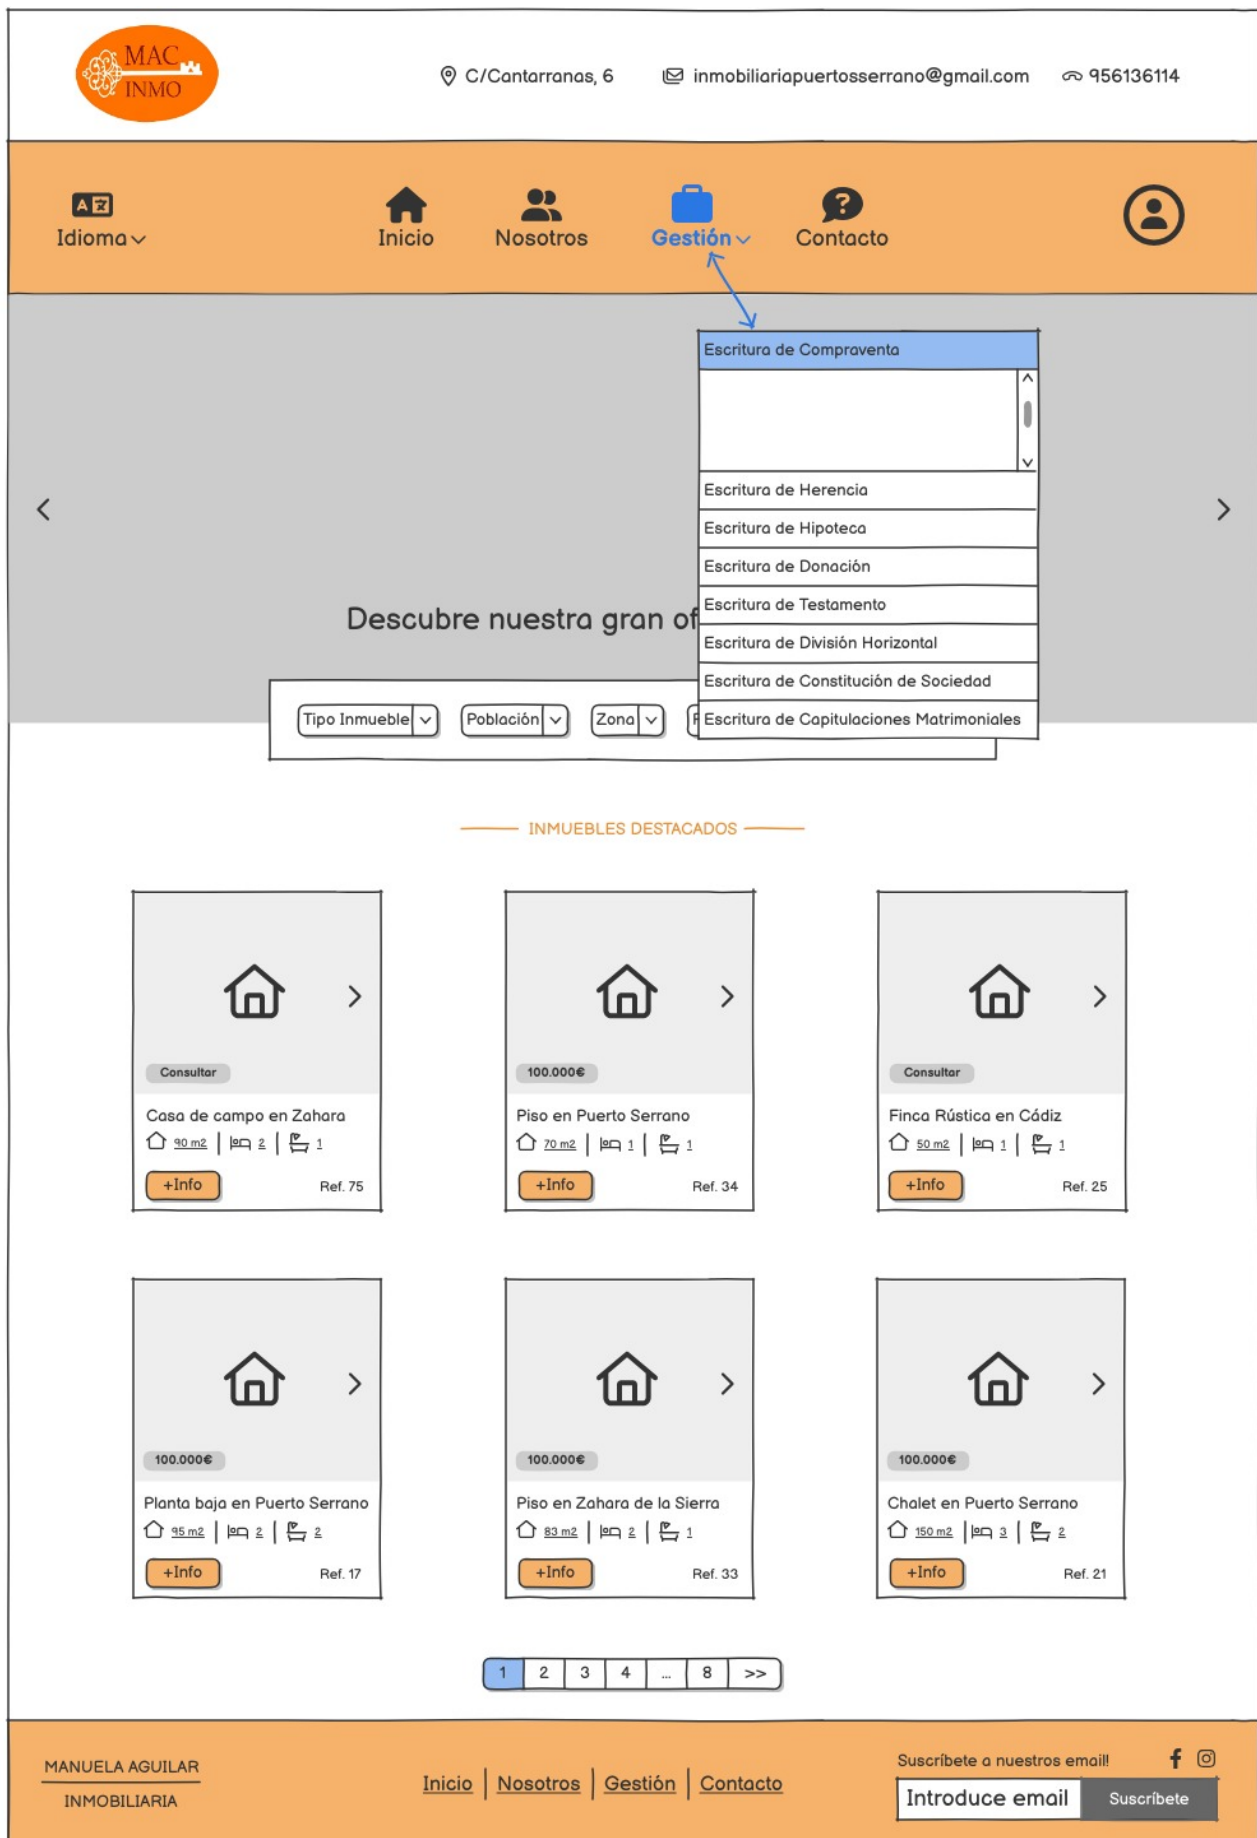 MAC
INMO
C/Cantarranas, 6 inmobiliariapuertosserrano@gmail.com 956136114
Idioma Inicio Nosotros Gestión Contacto
Escritura de Compraventa
Escritura de Herencia
Escritura de Hipoteca
Escritura de Donación
Escritura de Testamento
Escritura de División Horizontal
Escritura de Constitución de Sociedad
Escritura de Capitulaciones Matrimoniales
Descubre nuestra gran of
Tipo Inmueble Población Zona
INMUEBLES DESTACADOS
Consultar
Casa de campo en Zahara
90 m2 | 2 | 1
+Info Ref. 75
100.000€
Piso en Puerto Serrano
70 m2 | 1 | 1
+Info Ref. 34
Consultar
Finca Rústica en Cádiz
50 m2 | 1 | 1
+Info Ref. 25
100.000€
Planta baja en Puerto Serrano
95 m2 | 2 | 2
+Info Ref. 17
100.000€
Piso en Zahara de la Sierra
83 m2 | 2 | 1
+Info Ref. 33
100.000€
Chalet en Puerto Serrano
150 m2 | 3 | 2
+Info Ref. 21
1 2 3 4 ... 8 >>
MANUELA AGUILAR
INMOBILIARIA
Inicio | Nosotros | Gestión | Contacto
Suscríbete a nuestros email!
Introduce email Suscríbete